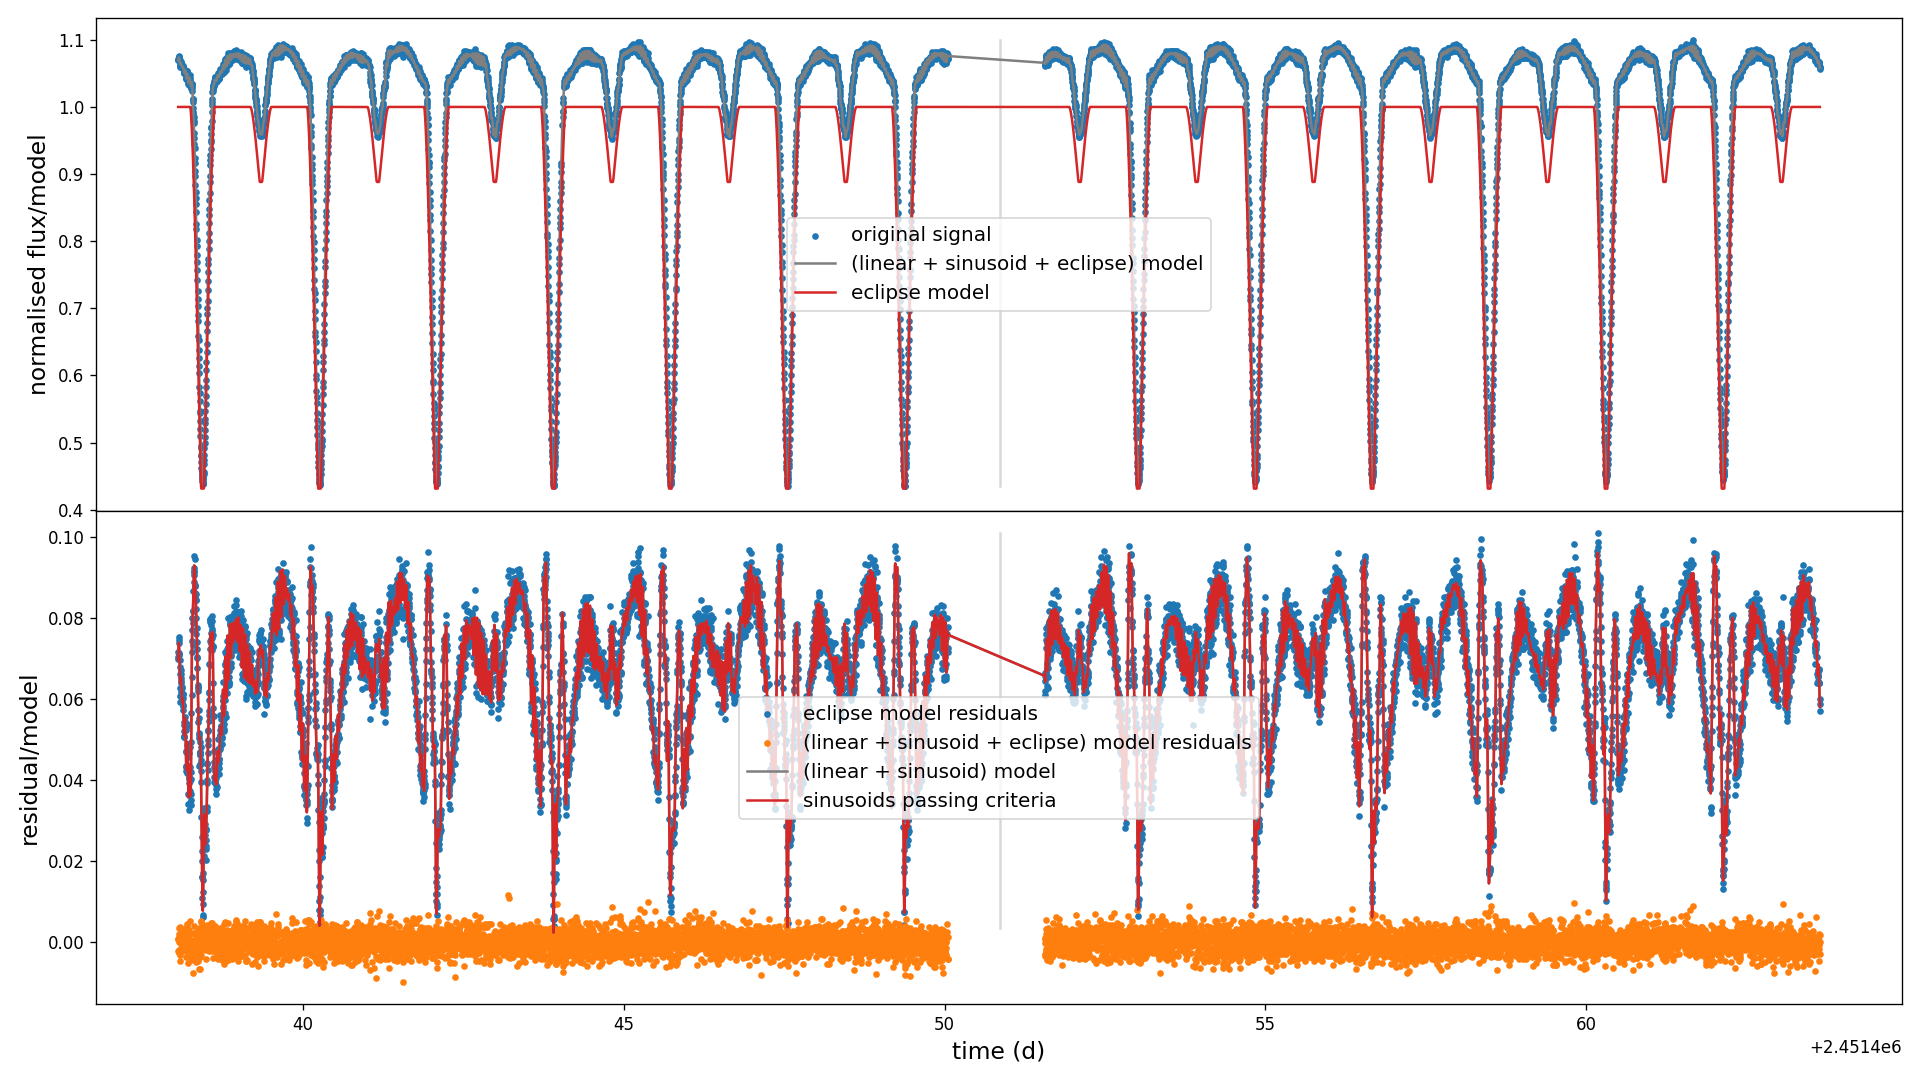 normalised flux/model
1.1
1.0
0.9
0.8
0.7
0.6
0.5
0.4
original signal
(linear + sinusoid + eclipse) model
eclipse model
residual/model
0.10
0.08
0.06
0.04
0.02
0.00
eclipse model residuals
(linear + sinusoid + eclipse) model residuals
(linear + sinusoid) model
sinusoids passing criteria
40
45
50
55
60
time (d)
+2.4514e6